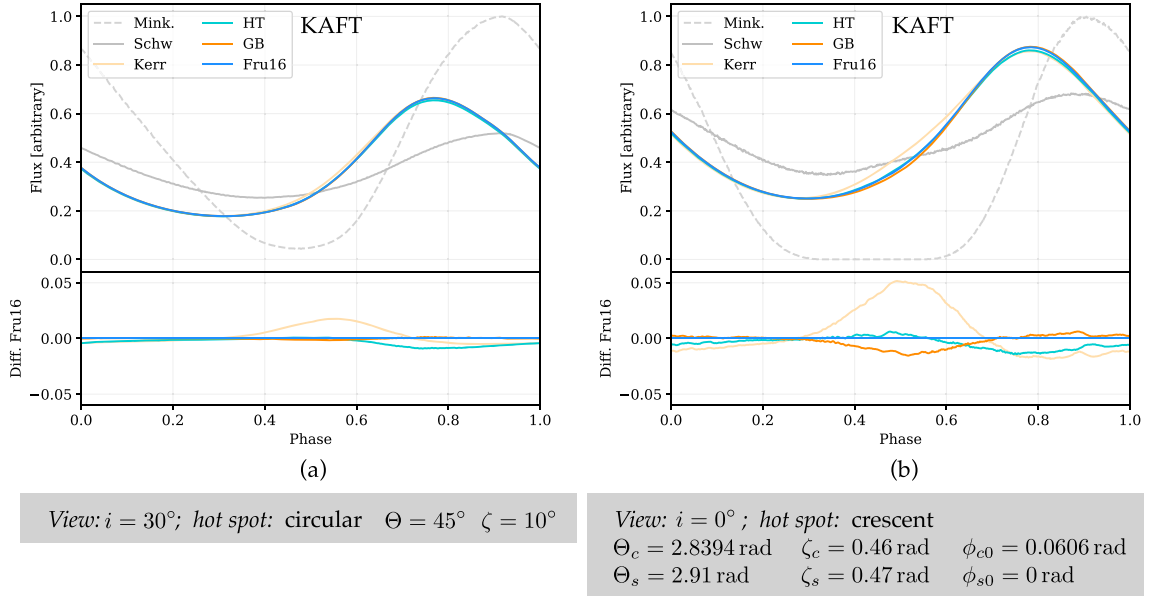 KAFT
Mink.
Schw
Kerr
HT
GB
Fru16
Flux [arbitrary]
1.0
0.8
0.6
0.4
0.2
0.0
Diff. Fru16
0.05
0.00
−0.05
0.0 0.2 0.4 0.6 0.8 1.0
Phase
(a)
View: i = 30°; hot spot: circular Θ = 45° ζ = 10°
KAFT
Mink.
Schw
Kerr
HT
GB
Fru16
Flux [arbitrary]
1.0
0.8
0.6
0.4
0.2
0.0
Diff. Fru16
0.05
0.00
−0.05
0.0 0.2 0.4 0.6 0.8 1.0
Phase
(b)
View: i = 0° ; hot spot: crescent
Θc = 2.8394 rad ζc = 0.46 rad ϕc0 = 0.0606 rad
Θs = 2.91 rad ζs = 0.47 rad ϕs0 = 0 rad